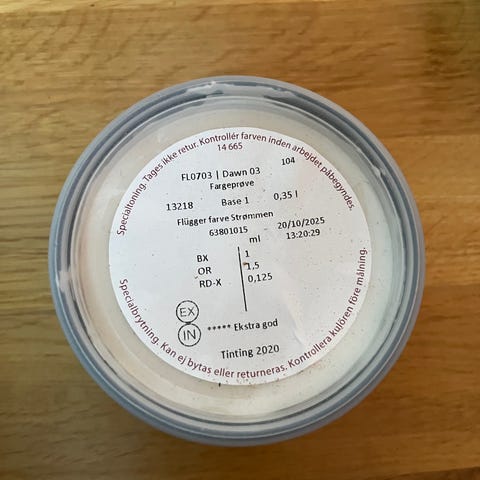 Specialtoning. Tages ikke retur. Kontrollér farven inden arbejdet påbegyndes.
14 665
104
FL0703 | Dawn 03
Fargeprøve
13218 Base 1 0,35 l
Flügger farve Strømmen
63801015 20/10/2025
ml 13:20:29
BX 1
OR 1,5
RD-X 0,125
EX
IN
***** Ekstra god
Tinting 2020
Specialbrytning. Kan ej bytas eller returneras. Kontrollera kulören före målning.